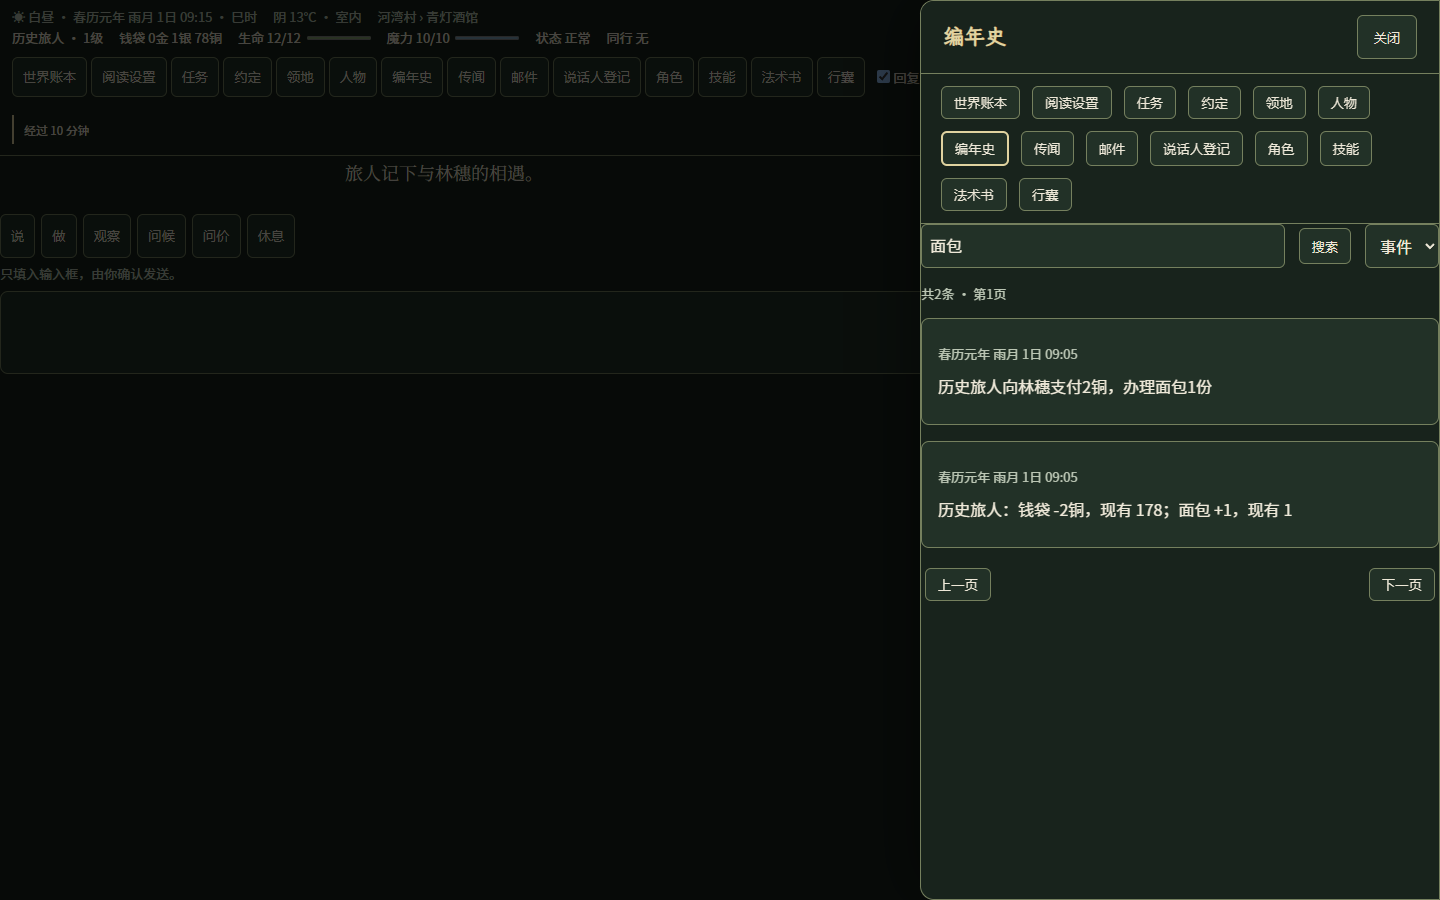 ☀ 白昼 · 春历元年 雨月 1日 09:15 · 巳时 阴 13°C · 室内 河湾村 › 青灯酒馆
历史旅人 · 1级 钱袋 0金 1银 78铜 生命 12/12 魔力 10/10 状态 正常 同行 无
世界账本 阅读设置 任务 约定 领地 人物 编年史 传闻 邮件 说话人登记 角色 技能 法术书 行囊 回复
经过 10 分钟
旅人记下与林穗的相遇。
说 做 观察 问候 问价 休息
只填入输入框，由你确认发送。
编年史 关闭
世界账本 阅读设置 任务 约定 领地 人物
编年史 传闻 邮件 说话人登记 角色 技能
法术书 行囊
面包 搜索 事件
共2条 · 第1页
春历元年 雨月 1日 09:05
历史旅人向林穗支付2铜，办理面包1份
春历元年 雨月 1日 09:05
历史旅人：钱袋 -2铜，现有 178；面包 +1，现有 1
上一页 下一页